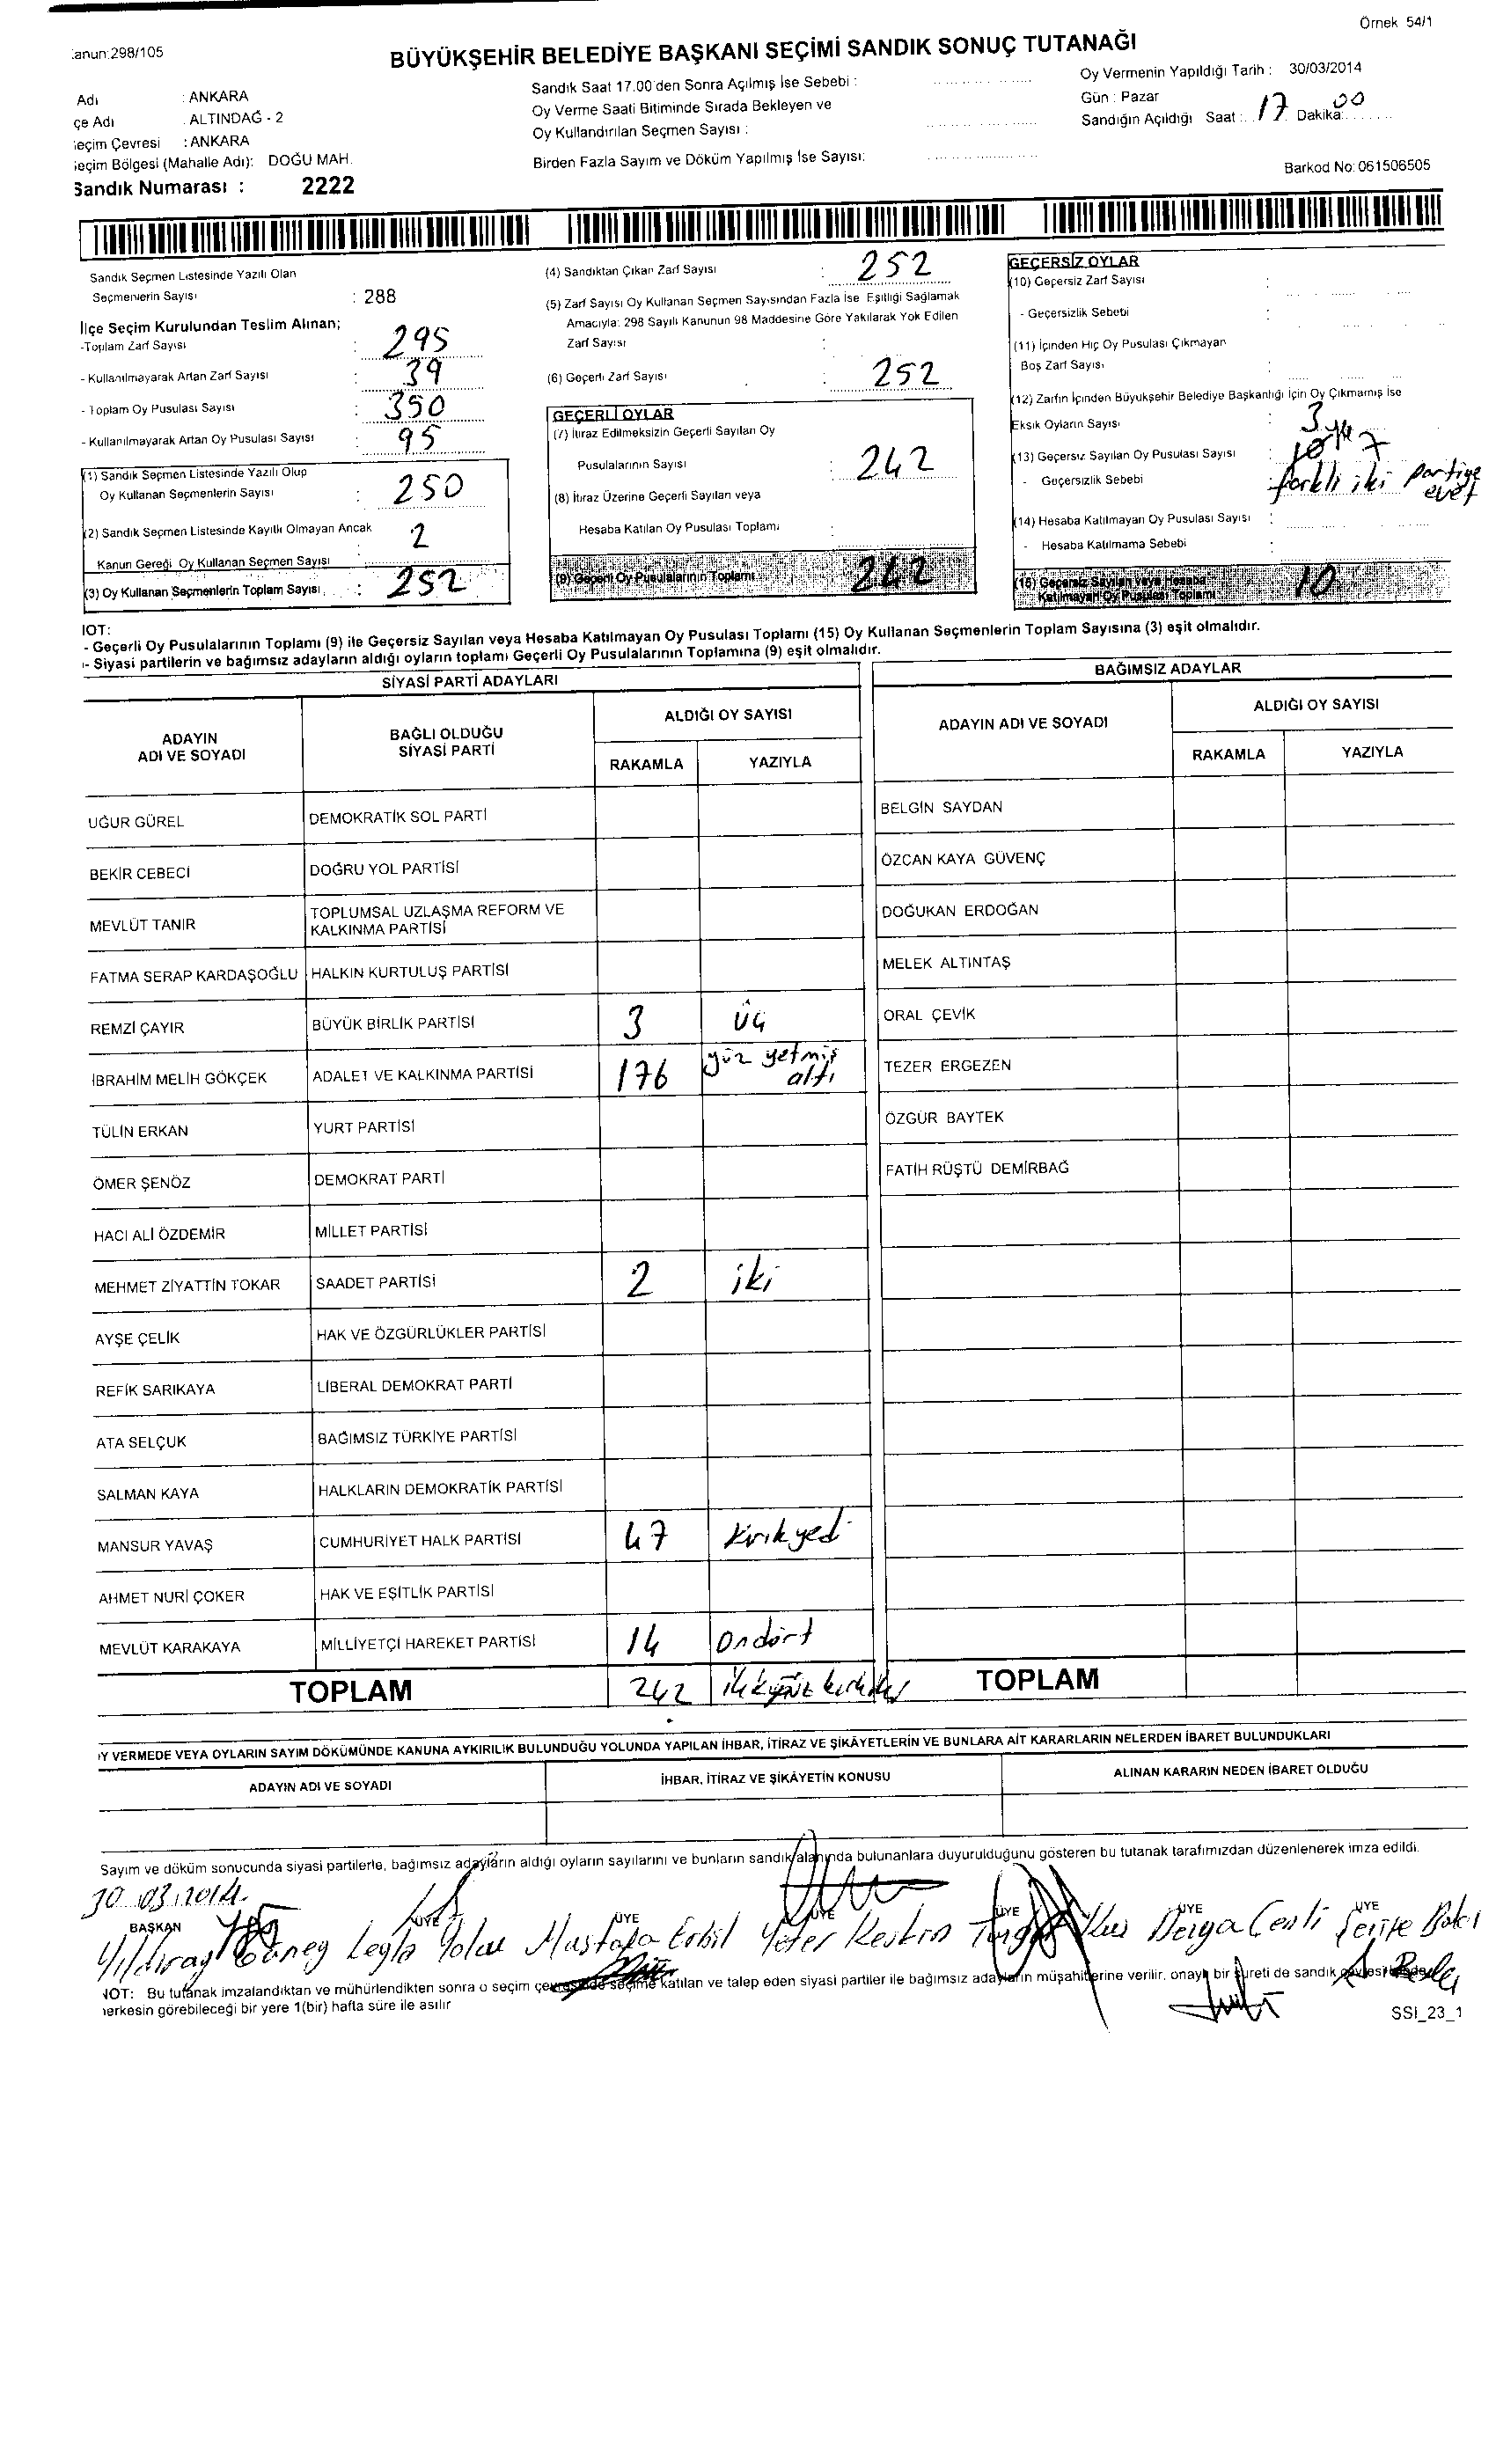 Örnek 54/1
anun:298/105
BÜYÜKŞEHİR BELEDİYE BAŞKANI SEÇİMİ SANDIK SONUÇ TUTANAĞI
Adı : ANKARA
çe Adı : ALTINDAĞ - 2
eçim Çevresi : ANKARA
eçim Bölgesi (Mahalle Adı): DOĞU MAH.
Sandık Numarası : 2222
Sandık Saat 17.00'den Sonra Açılmış İse Sebebi :
Oy Verme Saati Bitiminde Sırada Bekleyen ve
Oy Kullandırılan Seçmen Sayısı :
Birden Fazla Sayım ve Döküm Yapılmış İse Sayısı:
Oy Vermenin Yapıldığı Tarih : 30/03/2014
Gün : Pazar
Sandığın Açıldığı Saat : 17 Dakika: 00
Barkod No: 061506505
Sandık Seçmen Listesinde Yazılı Olan
Seçmenlerin Sayısı : 288
İlçe Seçim Kurulundan Teslim Alınan;
-Toplam Zarf Sayısı : 295
- Kullanılmayarak Artan Zarf Sayısı : 39
- Toplam Oy Pusulası Sayısı : 350
- Kullanılmayarak Artan Oy Pusulası Sayısı : 95
(1) Sandık Seçmen Listesinde Yazılı Olup
Oy Kullanan Seçmenlerin Sayısı : 250
(2) Sandık Seçmen Listesinde Kayıtlı Olmayan Ancak
Kanun Gereği Oy Kullanan Seçmen Sayısı : 2
(3) Oy Kullanan Seçmenlerin Toplam Sayısı : 252
(4) Sandıktan Çıkan Zarf Sayısı : 252
(5) Zarf Sayısı Oy Kullanan Seçmen Sayısından Fazla İse Eşitliği Sağlamak
Amacıyla: 298 Sayılı Kanunun 98 Maddesine Göre Yakılarak Yok Edilen
Zarf Sayısı :
(6) Geçerli Zarf Sayısı : 252
GEÇERLİ OYLAR
(7) İtiraz Edilmeksizin Geçerli Sayılan Oy
Pusulalarının Sayısı : 242
(8) İtiraz Üzerine Geçerli Sayılan veya
Hesaba Katılan Oy Pusulası Toplamı :
(9) Geçerli Oy Pusulalarının Toplamı 242
GEÇERSİZ OYLAR
(10) Geçersiz Zarf Sayısı :
- Geçersizlik Sebebi :
(11) İçinden Hiç Oy Pusulası Çıkmayan
Boş Zarf Sayısı :
(12) Zarfın İçinden Büyükşehir Belediye Başkanlığı İçin Oy Çıkmamış İse
Eksik Oyların Sayısı : 3
(13) Geçersiz Sayılan Oy Pusulası Sayısı : 7
- Geçersizlik Sebebi farklı iki partiye
evet
(14) Hesaba Katılmayan Oy Pusulası Sayısı :
- Hesaba Katılmama Sebebi :
(15) Geçersiz Sayılan veya Hesaba
Katılmayan Oy Pusulası Toplamı 10
OT:
- Geçerli Oy Pusulalarının Toplamı (9) ile Geçersiz Sayılan veya Hesaba Katılmayan Oy Pusulası Toplamı (15) Oy Kullanan Seçmenlerin Toplam Sayısına (3) eşit olmalıdır.
- Siyasi partilerin ve bağımsız adayların aldığı oyların toplamı Geçerli Oy Pusulalarının Toplamına (9) eşit olmalıdır.
SİYASİ PARTİ ADAYLARI
ADAYIN ADI VE SOYADI
BAĞLI OLDUĞU SİYASİ PARTİ
ALDIĞI OY SAYISI
RAKAMLA YAZIYLA
UĞUR GÜREL DEMOKRATİK SOL PARTİ
BEKİR CEBECİ DOĞRU YOL PARTİSİ
MEVLÜT TANIR TOPLUMSAL UZLAŞMA REFORM VE
KALKINMA PARTİSİ
FATMA SERAP KARDAŞOĞLU HALKIN KURTULUŞ PARTİSİ
REMZİ ÇAYIR BÜYÜK BİRLİK PARTİSİ 3 üç
İBRAHİM MELİH GÖKÇEK ADALET VE KALKINMA PARTİSİ 176 yüz yetmiş
altı
TÜLİN ERKAN YURT PARTİSİ
ÖMER ŞENÖZ DEMOKRAT PARTİ
HACI ALİ ÖZDEMİR MİLLET PARTİSİ
MEHMET ZİYATTİN TOKAR SAADET PARTİSİ 2 iki
AYŞE ÇELİK HAK VE ÖZGÜRLÜKLER PARTİSİ
REFİK SARIKAYA LİBERAL DEMOKRAT PARTİ
ATA SELÇUK BAĞIMSIZ TÜRKİYE PARTİSİ
SALMAN KAYA HALKLARIN DEMOKRATİK PARTİSİ
MANSUR YAVAŞ CUMHURİYET HALK PARTİSİ 47 kırkyedi
AHMET NURİ ÇOKER HAK VE EŞİTLİK PARTİSİ
MEVLÜT KARAKAYA MİLLİYETÇİ HAREKET PARTİSİ 14 Ondört
TOPLAM 242
BAĞIMSIZ ADAYLAR
ADAYIN ADI VE SOYADI
ALDIĞI OY SAYISI
RAKAMLA YAZIYLA
BELGİN SAYDAN
ÖZCAN KAYA GÜVENÇ
DOĞUKAN ERDOĞAN
MELEK ALTINTAŞ
ORAL ÇEVİK
TEZER ERGEZEN
ÖZGÜR BAYTEK
FATİH RÜŞTÜ DEMİRBAĞ
TOPLAM
Y VERMEDE VEYA OYLARIN SAYIM DÖKÜMÜNDE KANUNA AYKIRILIK BULUNDUĞU YOLUNDA YAPILAN İHBAR, İTİRAZ VE ŞİKÂYETLERİN VE BUNLARA AİT KARARLARIN NELERDEN İBARET BULUNDUKLARI
ADAYIN ADI VE SOYADI İHBAR, İTİRAZ VE ŞİKÂYETİN KONUSU ALINAN KARARIN NEDEN İBARET OLDUĞU
Sayım ve döküm sonucunda siyasi partilerle, bağımsız adayların aldığı oyların sayılarını ve bunların sandık alanında bulunanlara duyurulduğunu gösteren bu tutanak tarafımızdan düzenlenerek imza edildi.
30.03.2014
BAŞKAN ÜYE ÜYE ÜYE ÜYE ÜYE ÜYE
Yıldıray Leyla Mustafa Erbil Yeter Keskin Derya
NOT: Bu tutanak imzalandıktan ve mühürlendikten sonra o seçim çevresinde seçime katılan ve talep eden siyasi partiler ile bağımsız adayların müşahitlerine verilir, onaylı bir sureti de sandık
erkesin görebileceği bir yere 1(bir) hafta süre ile asılır
SSI_23_1